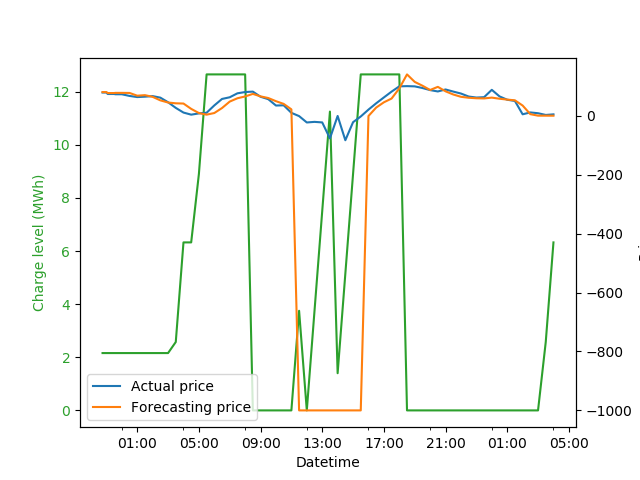 12
10
8
6
4
2
0
Charge level (MWh)
0
−200
−400
−600
−800
−1000
Actual price
Forecasting price
01:00 05:00 09:00 13:00 17:00 21:00 01:00 05:00
Datetime